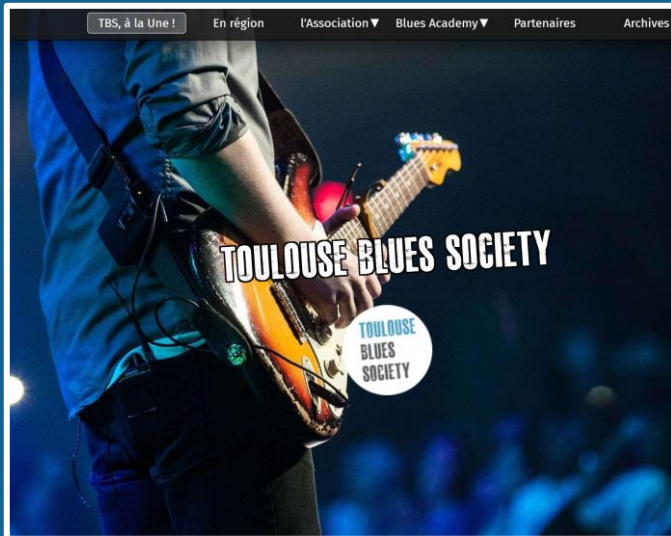 TBS, à la Une !
En région
l'Association▼
Blues Academy▼
Partenaires
Archives
TOULOUSE BLUES SOCIETY
TOULOUSE
BLUES
SOCIETY